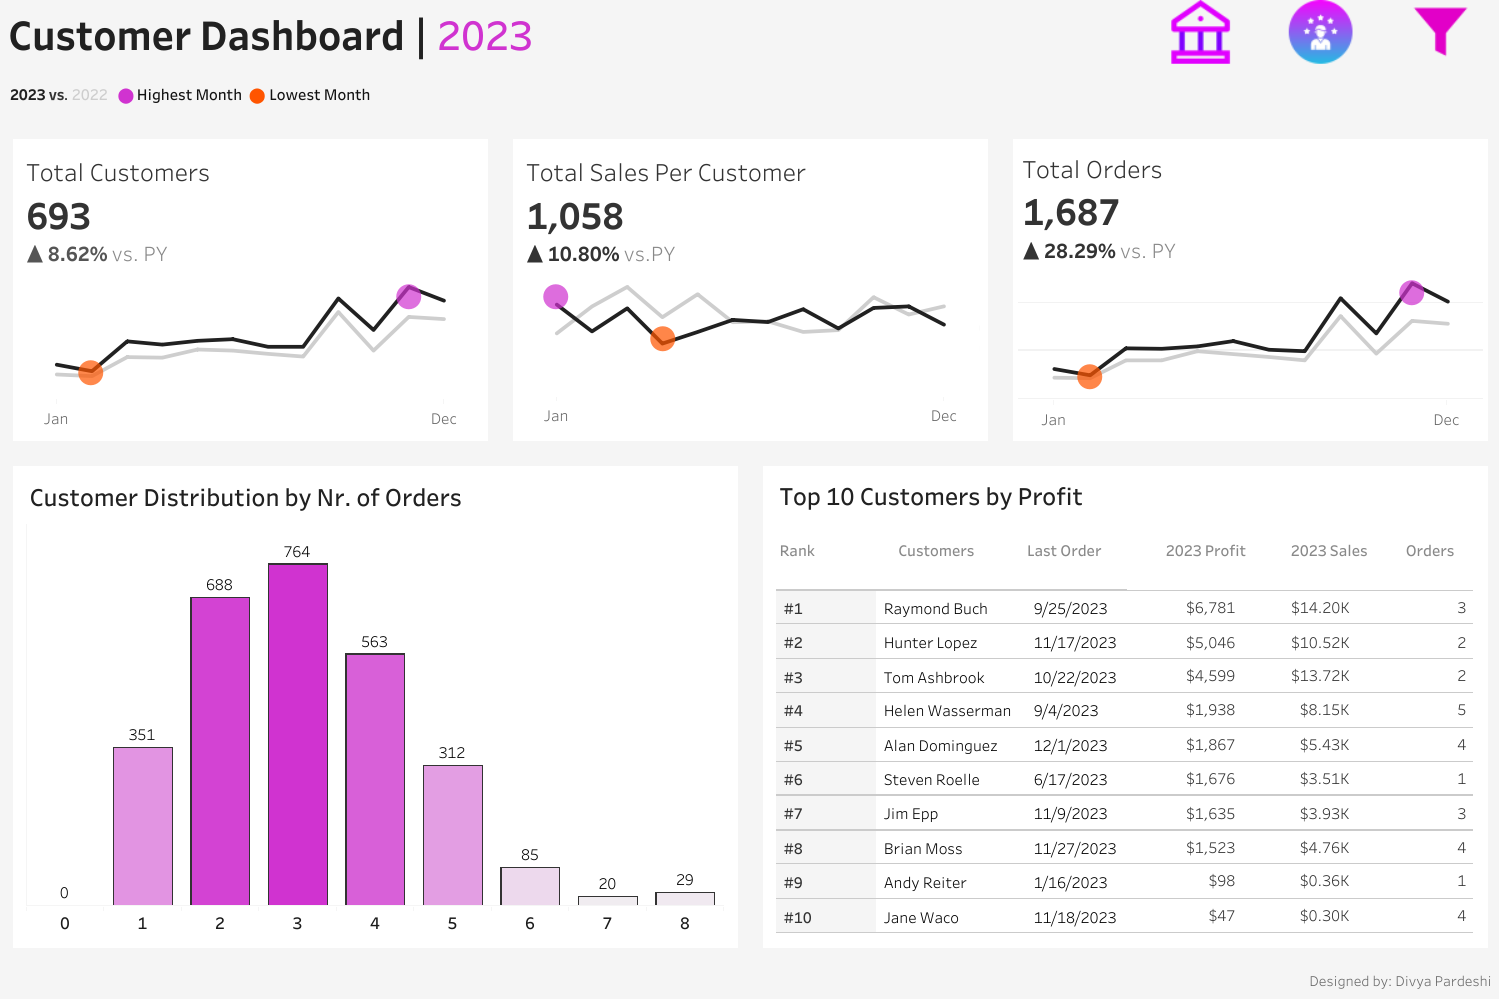 Customer Dashboard | 2023
2023 vs. 2022 Highest Month Lowest Month
Total Customers
693
▲ 8.62% vs. PY
Jan Dec
Total Sales Per Customer
1,058
▲ 10.80% vs.PY
Jan Dec
Total Orders
1,687
▲ 28.29% vs. PY
Jan Dec
Customer Distribution by Nr. of Orders
0 351 688 764 563 312 85 20 29
0 1 2 3 4 5 6 7 8
Top 10 Customers by Profit
Rank Customers Last Order 2023 Profit 2023 Sales Orders
#1 Raymond Buch 9/25/2023 $6,781 $14.20K 3
#2 Hunter Lopez 11/17/2023 $5,046 $10.52K 2
#3 Tom Ashbrook 10/22/2023 $4,599 $13.72K 2
#4 Helen Wasserman 9/4/2023 $1,938 $8.15K 5
#5 Alan Dominguez 12/1/2023 $1,867 $5.43K 4
#6 Steven Roelle 6/17/2023 $1,676 $3.51K 1
#7 Jim Epp 11/9/2023 $1,635 $3.93K 3
#8 Brian Moss 11/27/2023 $1,523 $4.76K 4
#9 Andy Reiter 1/16/2023 $98 $0.36K 1
#10 Jane Waco 11/18/2023 $47 $0.30K 4
Designed by: Divya Pardeshi